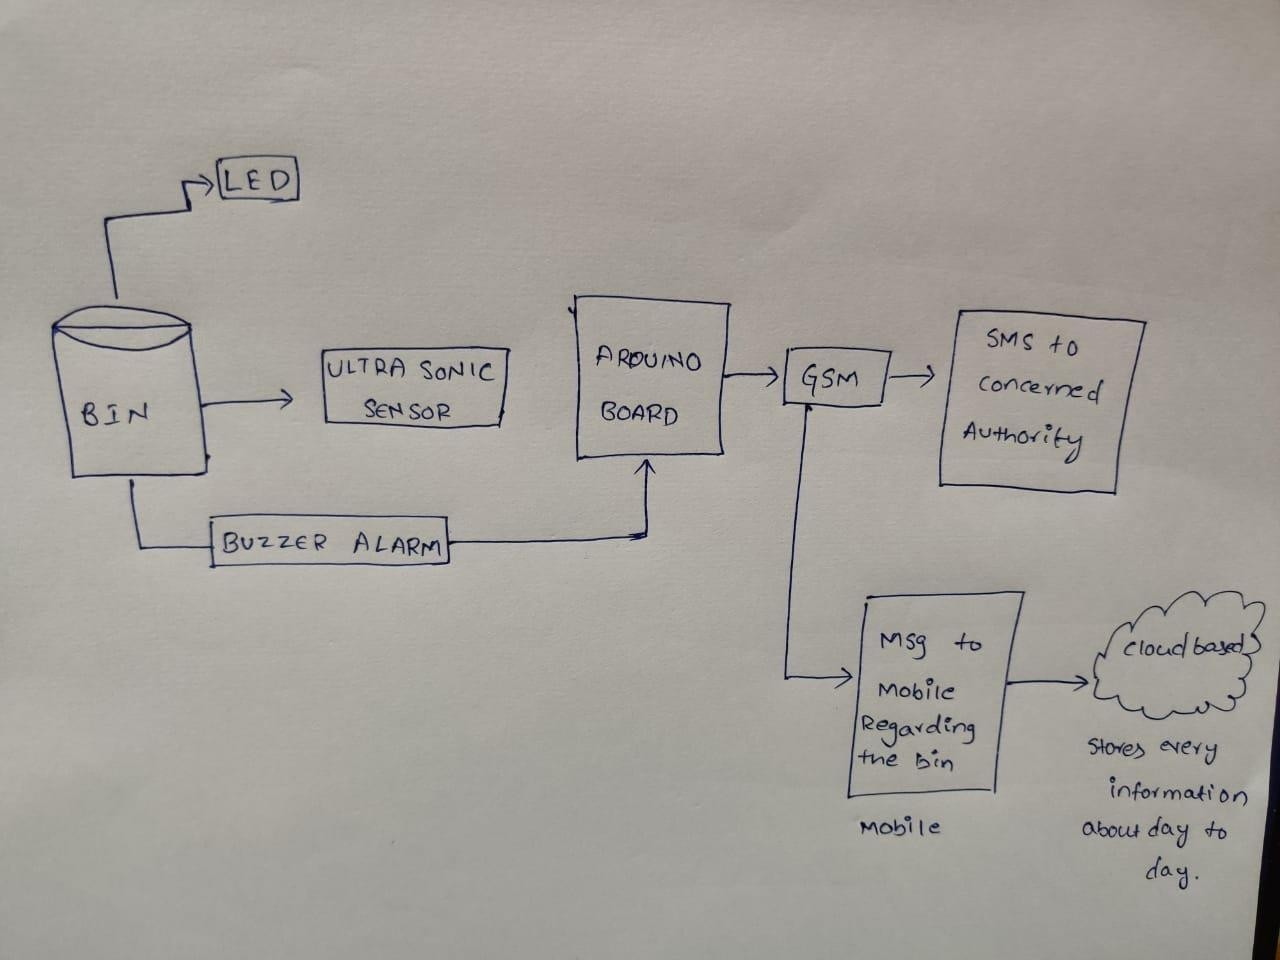 LED
BIN
ULTRA SONIC
SENSOR
BUZZER ALARM
ARDUINO
BOARD
GSM
SMS to
concerned
Authority
Msg to
Mobile
Regarding
the bin
Mobile
cloud based
Stores every
information
about day to
day.